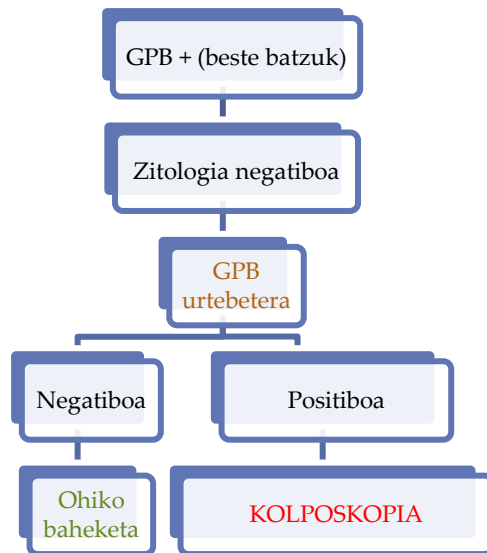 GPB + (beste batzuk)
Zitologia negatiboa
GPB
urtebetera
Negatiboa
Positiboa
Ohiko
baheketa
KOLPOSKOPIA